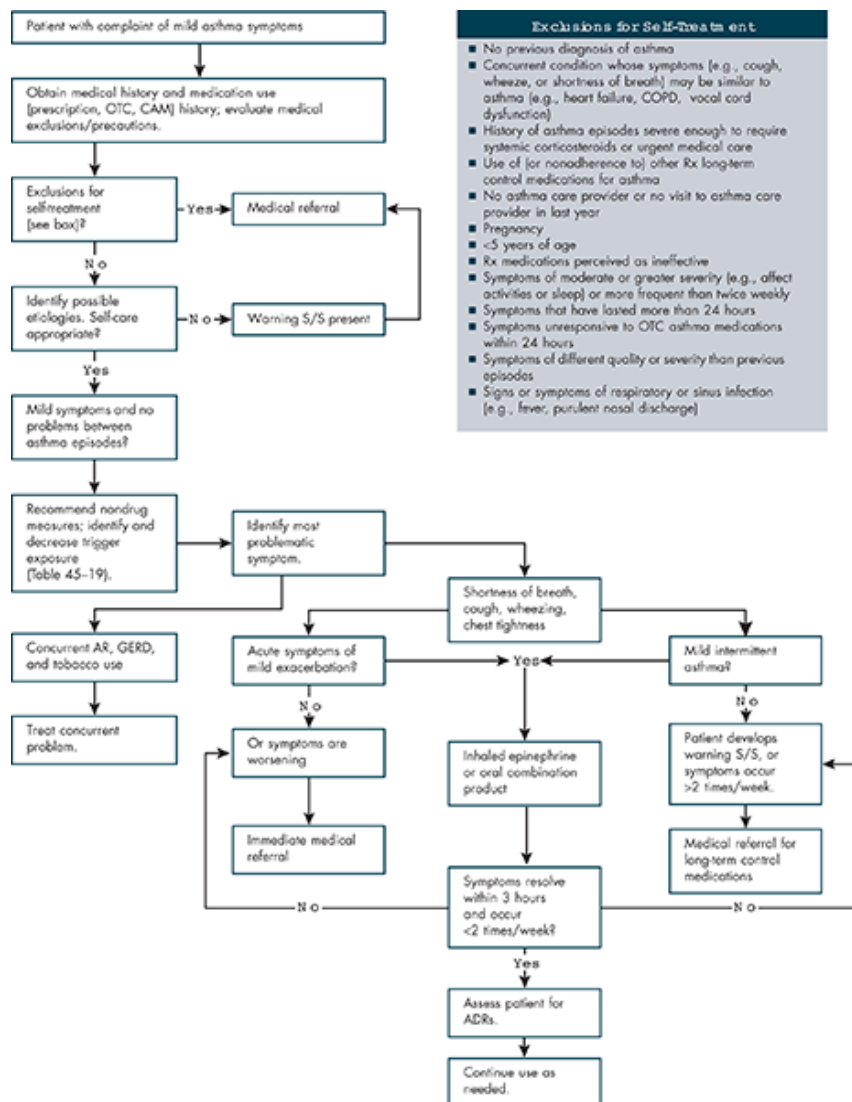 Patient with complaint of mild asthma symptoms
Obtain medical history and medication use
(prescription, OTC, CAM) history; evaluate medical
exclusions/precautions.
Exclusions for
self-treatment
(see box)?
Yes
Medical referral
No
Identify possible
etiologies. Self-care
appropriate?
No
Warning S/S present
Yes
Mild symptoms and no
problems between
asthma episodes?
Recommend nondrug
measures; identify and
decrease trigger
exposure
(Table 45–19).
Identify most
problematic
symptom.
Shortness of breath,
cough, wheezing,
chest tightness
Concurrent AR, GERD,
and tobacco use
Acute symptoms of
mild exacerbation?
Yes
Mild intermittent
asthma?
No
No
Treat concurrent
problem.
Or symptoms are
worsening
Inhaled epinephrine
or oral combination
product
Patient develops
warning S/S, or
symptoms occur
>2 times/week.
Immediate medical
referral
Medical referral for
long-term control
medications
Symptoms resolve
within 3 hours
and occur
<2 times/week?
No
No
Yes
Assess patient for
ADRs.
Continue use as
needed.
Exclusions for Self-Treatment
■ No previous diagnosis of asthma
■ Concurrent condition whose symptoms (e.g., cough,
wheeze, or shortness of breath) may be similar to
asthma (e.g., heart failure, COPD, vocal cord
dysfunction)
■ History of asthma episodes severe enough to require
systemic corticosteroids or urgent medical care
■ Use of (or nonadherence to) other Rx long-term
control medications for asthma
■ No asthma care provider or no visit to asthma care
provider in last year
■ Pregnancy
■ <5 years of age
■ Rx medications perceived as ineffective
■ Symptoms of moderate or greater severity (e.g., affect
activities or sleep) or more frequent than twice weekly
■ Symptoms that have lasted more than 24 hours
■ Symptoms unresponsive to OTC asthma medications
within 24 hours
■ Symptoms of different quality or severity than previous
episodes
■ Signs or symptoms of respiratory or sinus infection
(e.g., fever, purulent nasal discharge)